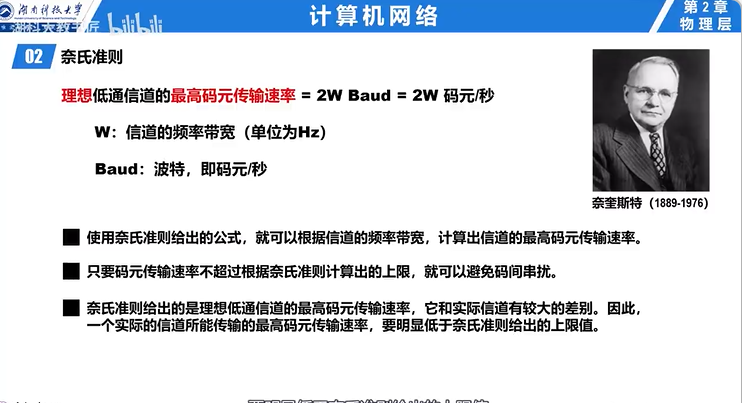 湖南科技大学
计算机网络
第2章
物理层
湖科大教书匠 bilibili
02 奈氏准则
理想低通信道的最高码元传输速率 = 2W Baud = 2W 码元/秒
W：信道的频率带宽（单位为Hz）
Baud：波特，即码元/秒
奈奎斯特（1889-1976）
使用奈氏准则给出的公式，就可以根据信道的频率带宽，计算出信道的最高码元传输速率。
只要码元传输速率不超过根据奈氏准则计算出的上限，就可以避免码间串扰。
奈氏准则给出的是理想低通信道的最高码元传输速率，它和实际信道有较大的差别。因此，
一个实际的信道所能传输的最高码元传输速率，要明显低于奈氏准则给出的上限值。